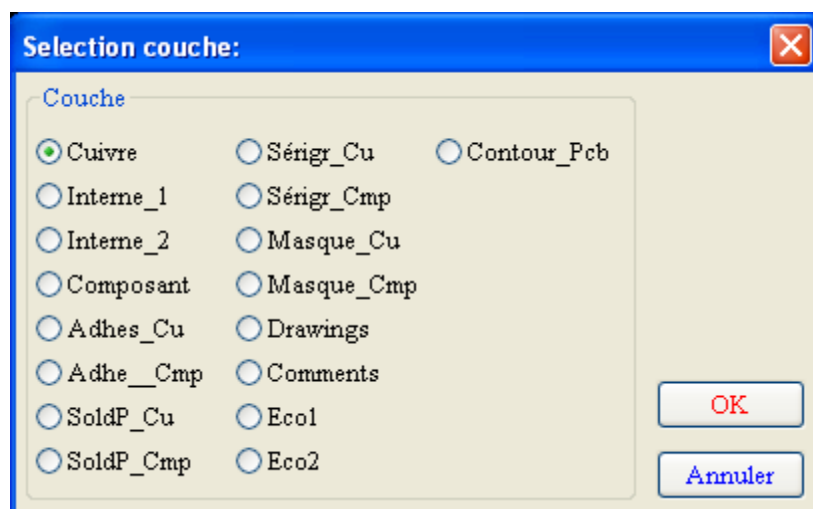 Selection couche:
Couche
Cuivre
Interne_1
Interne_2
Composant
Adhes_Cu
Adhe__Cmp
SoldP_Cu
SoldP_Cmp
Sérigr_Cu
Sérigr_Cmp
Masque_Cu
Masque_Cmp
Drawings
Comments
Eco1
Eco2
Contour_Pcb
OK
Annuler